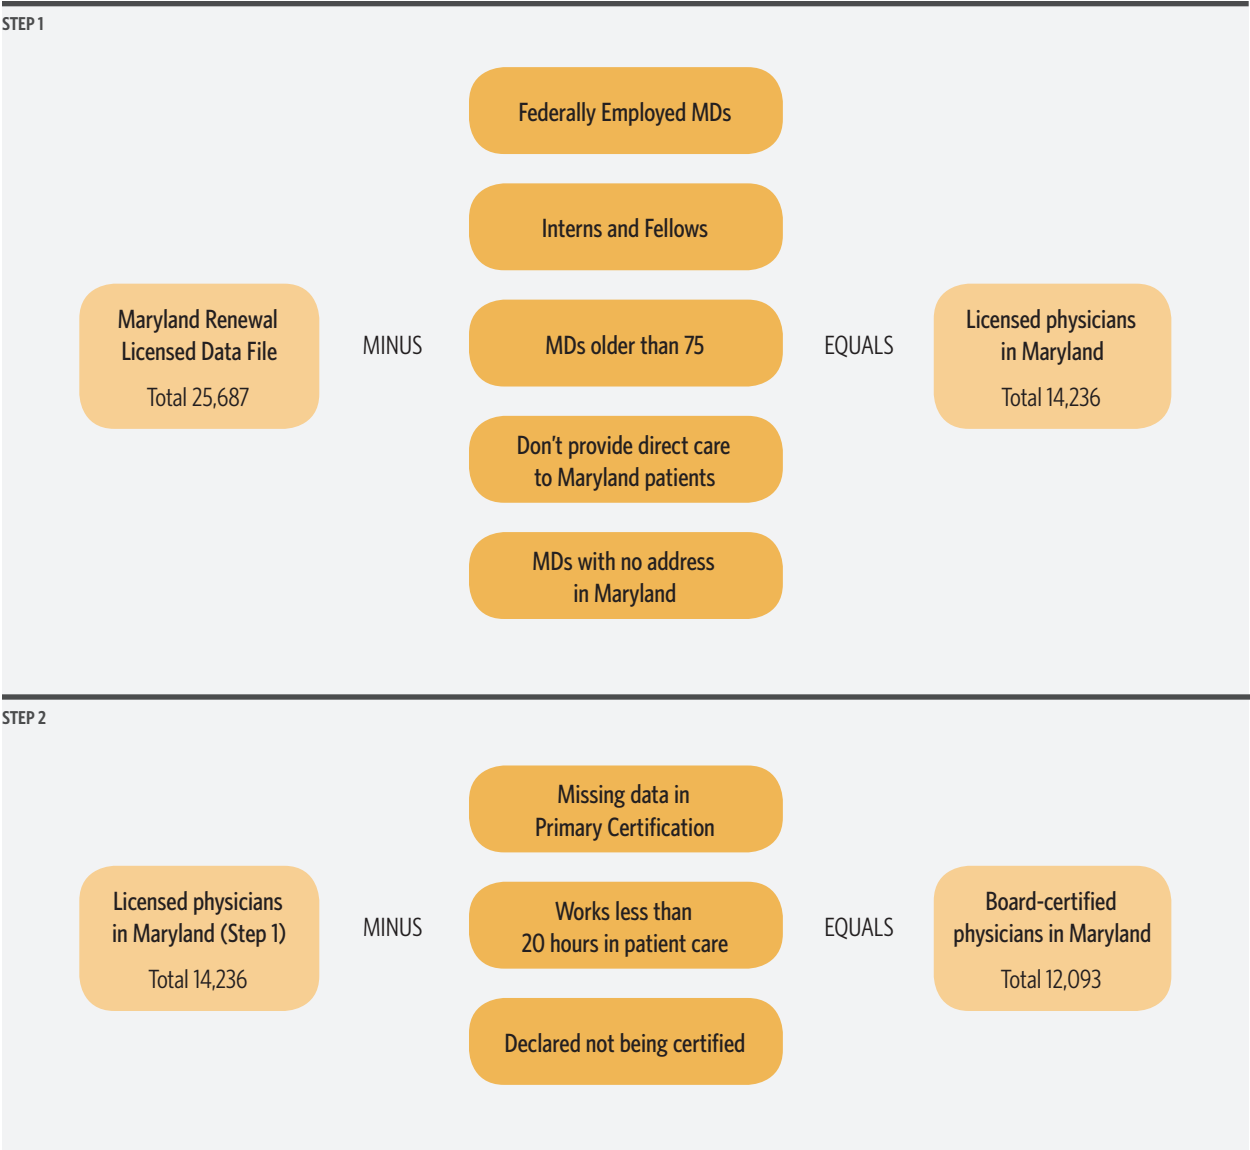 STEP 1
Federally Employed MDs
Interns and Fellows
Maryland Renewal
Licensed Data File
Total 25,687
MINUS
MDs older than 75
EQUALS
Licensed physicians
in Maryland
Total 14,236
Don't provide direct care
to Maryland patients
MDs with no address
in Maryland
STEP 2
Missing data in
Primary Certification
Licensed physicians
in Maryland (Step 1)
Total 14,236
MINUS
Works less than
20 hours in patient care
EQUALS
Board-certified
physicians in Maryland
Total 12,093
Declared not being certified